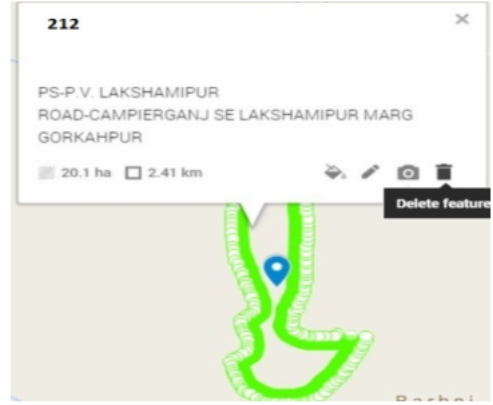 212
×
PS-P.V. LAKSHAMIPUR
ROAD-CAMPIERGANJ SE LAKSHAMIPUR MARG
GORKAHPUR
20.1 ha 2.41 km
Delete feature